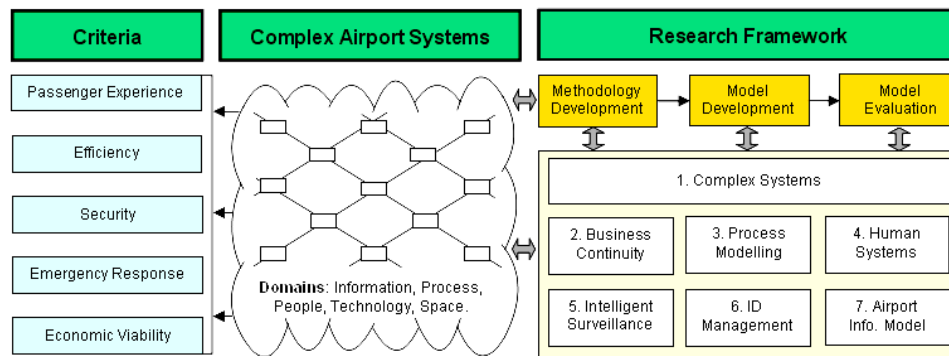 Criteria
Complex Airport Systems
Research Framework
Passenger Experience
Efficiency
Security
Emergency Response
Economic Viability
Domains: Information, Process,
People, Technology, Space.
Methodology
Development
Model
Development
Model
Evaluation
1. Complex Systems
2. Business
Continuity
3. Process
Modelling
4. Human
Systems
5. Intelligent
Surveillance
6. ID
Management
7. Airport
Info. Model